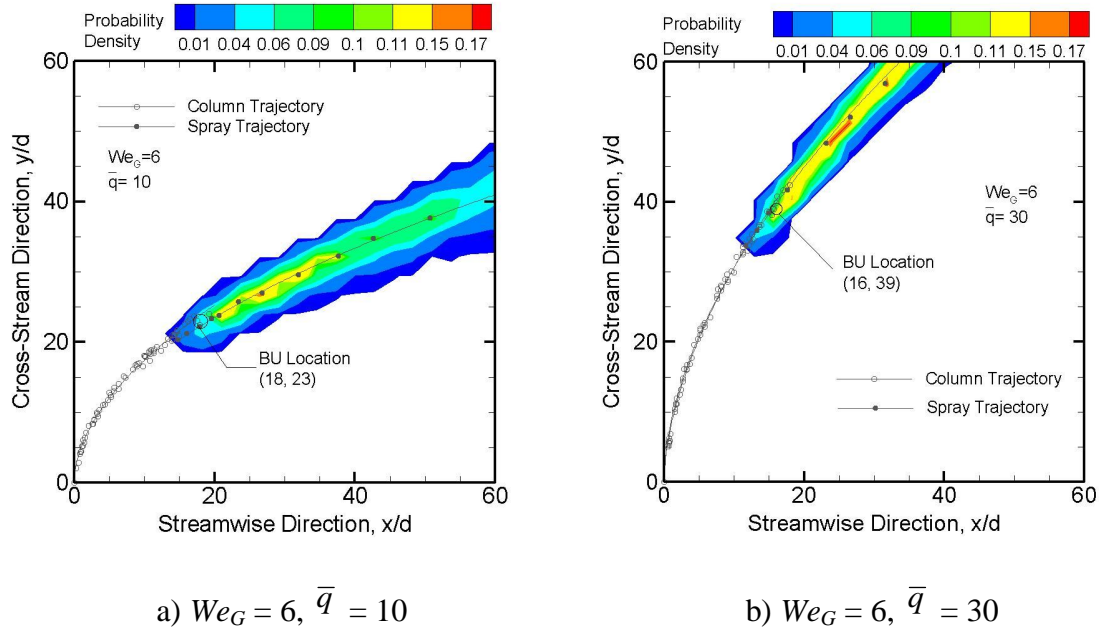 Probability
Density
0.01 0.04 0.06 0.09 0.1 0.11 0.15 0.17
60
40
20
0
Cross-Stream Direction, y/d
Column Trajectory
Spray Trajectory
We_G=6
q̅= 10
BU Location
(18, 23)
0 20 40 60
Streamwise Direction, x/d
a) We_G = 6, q̅ = 10
Probability
Density
0.01 0.04 0.06 0.09 0.1 0.11 0.15 0.17
60
40
20
0
Cross-Stream Direction, y/d
We_G=6
q̅= 30
BU Location
(16, 39)
Column Trajectory
Spray Trajectory
0 20 40 60
Streamwise Direction, x/d
b) We_G = 6, q̅ = 30